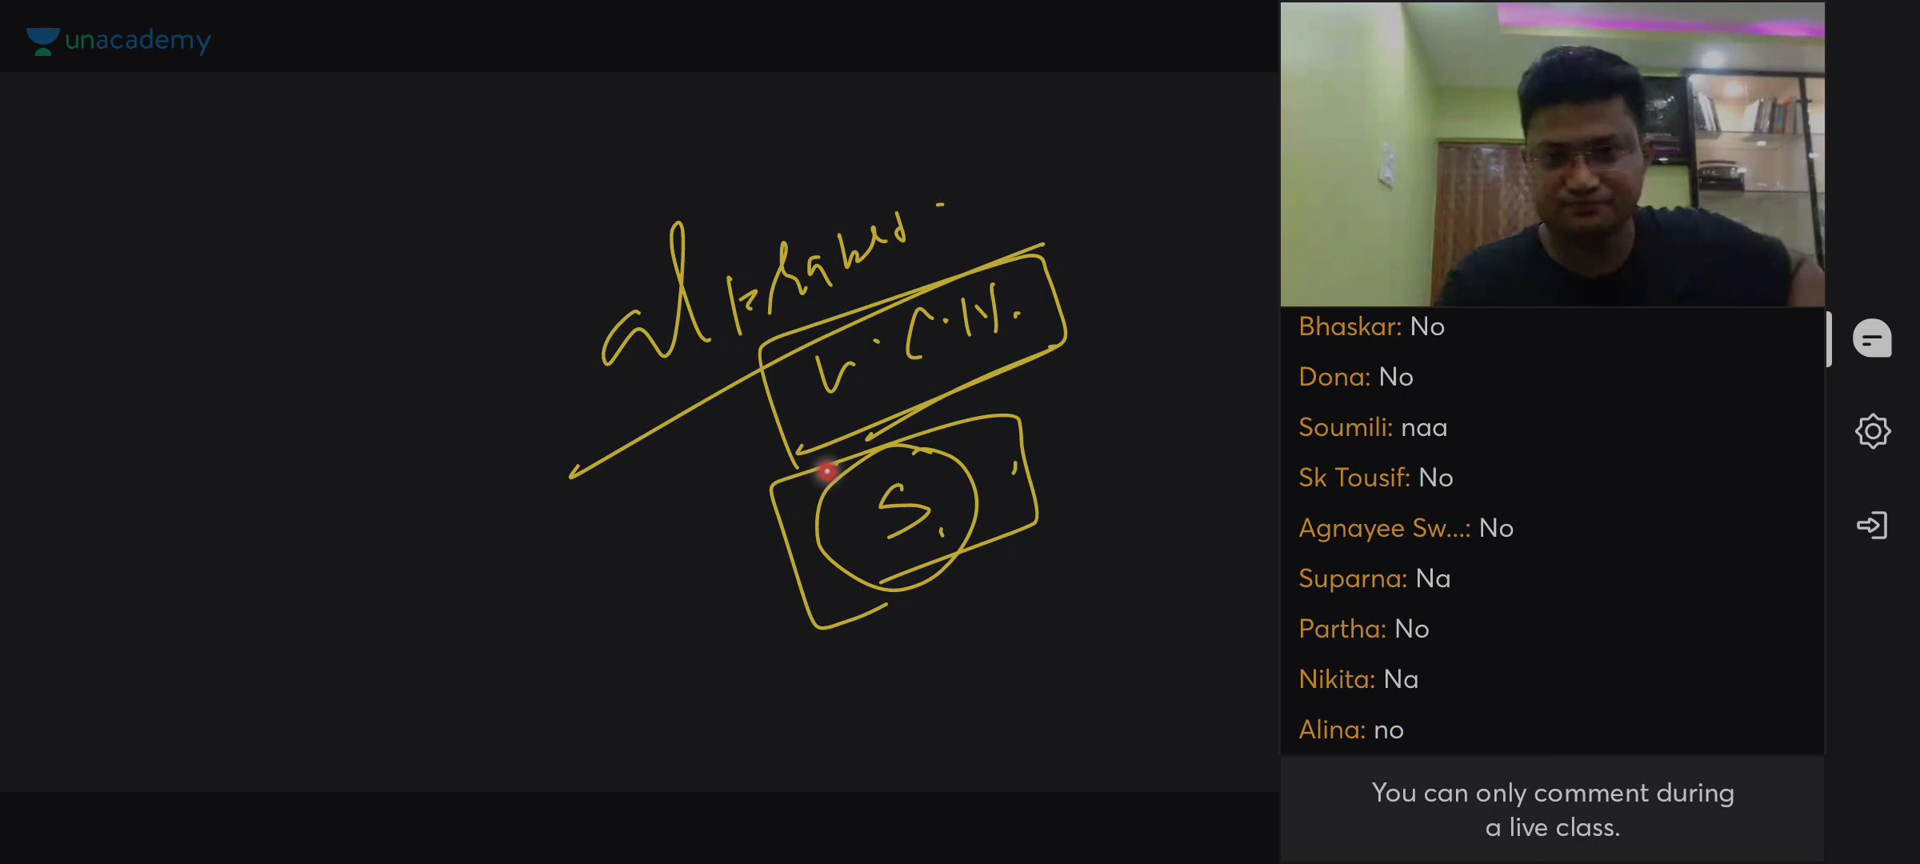 unacademy
S.
Bhaskar: No
Dona: No
Soumili: naa
Sk Tousif: No
Agnayee Sw...: No
Suparna: Na
Partha: No
Nikita: Na
Alina: no
You can only comment during
a live class.